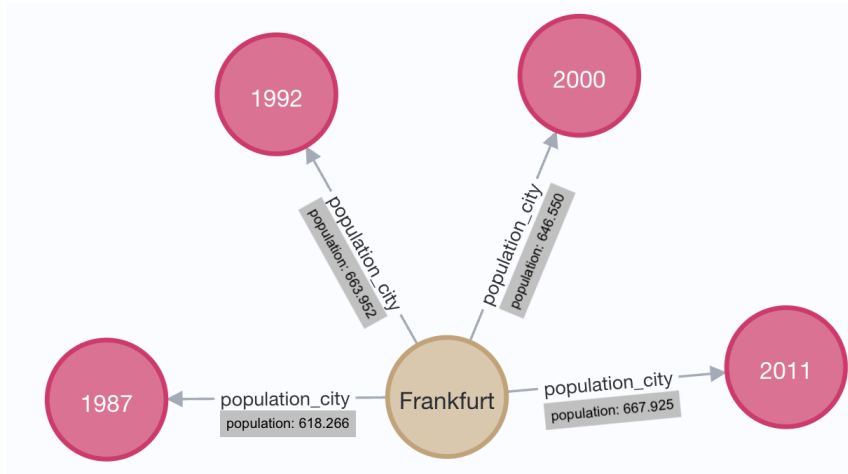 2000
1992
population_city
population: 646.550
population_city
population: 663.952
2011
population_city
population: 667.925
Frankfurt
1987
population_city
population: 618.266